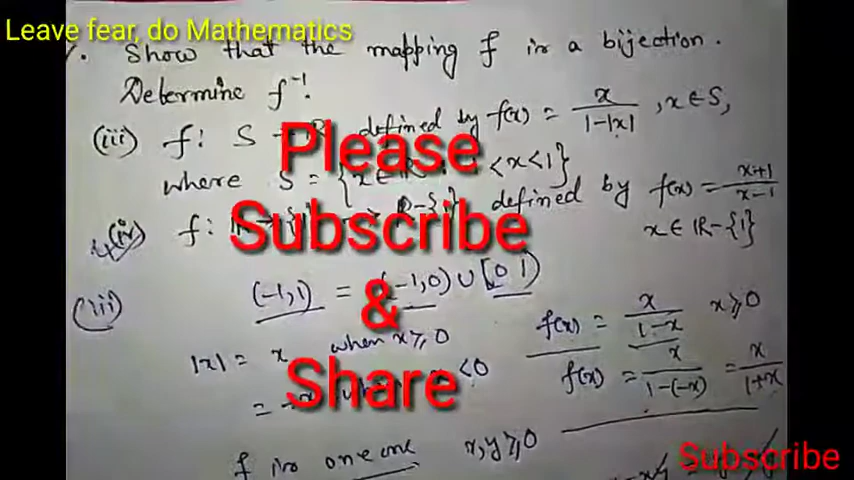 Leave fear, do Mathematics
Show that the mapping f is a bijection.
Determine f⁻¹.
(iii) f: S → R defined by f(x) = x/(1-|x|), x ∈ S,
Please
where S = {x ∈ R : <x<1}
(iv) f: R-{1} → R-{1} defined by f(x) = (x+1)/(x-1)
Subscribe
x ∈ R-{1}
(iii) (-1,1) = (-1,0) ∪ [0 1)
&
|x| = x when x ≥ 0
f(x) = x/(1-x) x ≥ 0
Share
= -x <0
f(x) = x/(1-(-x)) = x/(1+x)
f is one one x,y ≥ 0
Subscribe